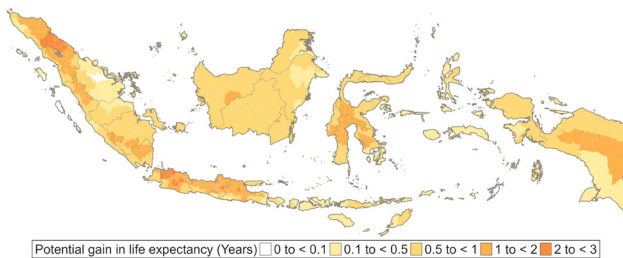 Potential gain in life expectancy (Years) 0 to < 0.1 0.1 to < 0.5 0.5 to < 1 1 to < 2 2 to < 3